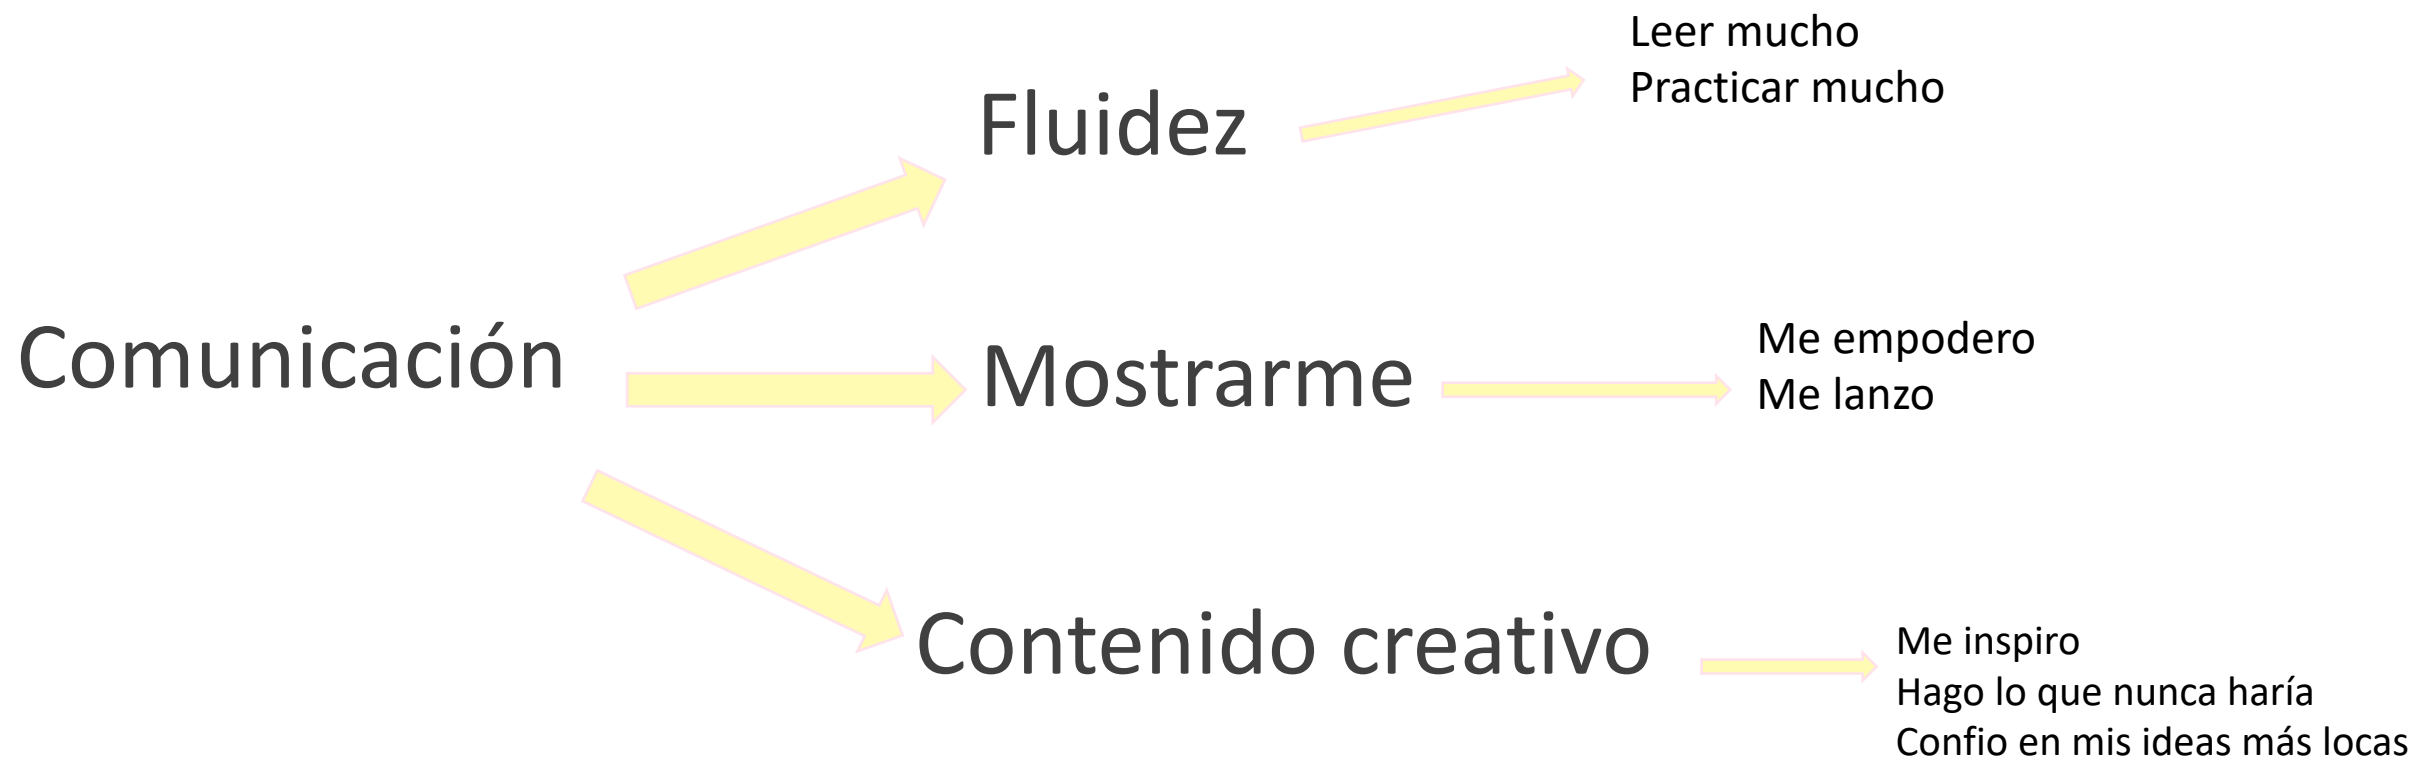 Comunicación
Fluidez
Leer mucho
Practicar mucho
Mostrarme
Me empodero
Me lanzo
Contenido creativo
Me inspiro
Hago lo que nunca haría
Confio en mis ideas más locas